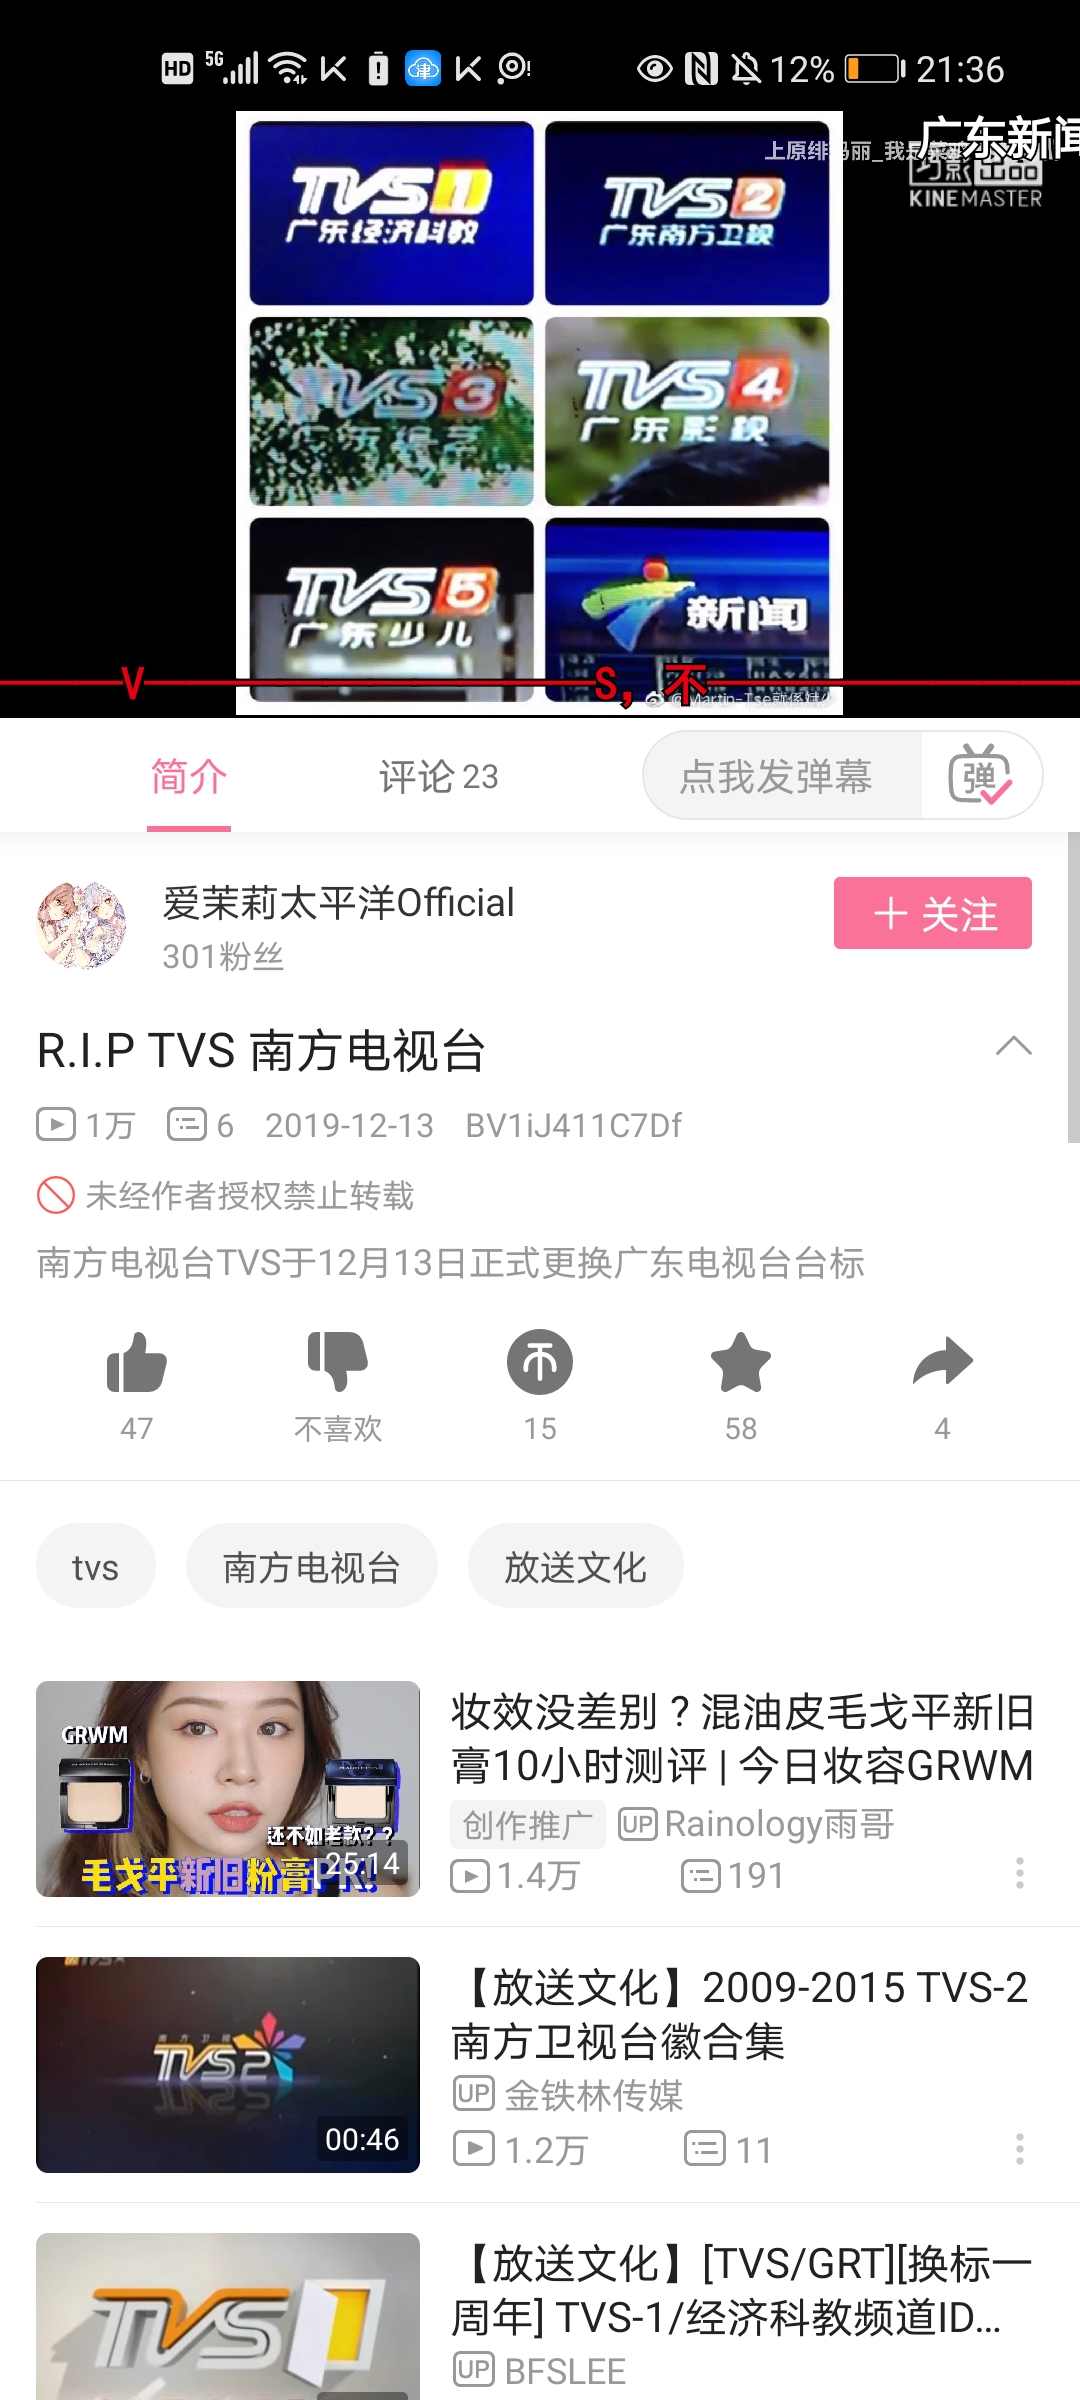 HD 5G 津 12% 21:36
广东新闻
上原绯玛丽_我是
巧影出品
KINEMASTER
TVS1
广东经济科教
TVS2
广东南方卫视
TVS3
TVS4
广东影视
TVS5
广东少儿
新闻
V S，不
@Martin-Tse
简介
评论 23
点我发弹幕
弹
爱茉莉太平洋Official
301粉丝
＋关注
R.I.P TVS 南方电视台
1万 6 2019-12-13 BV1iJ411C7Df
未经作者授权禁止转载
南方电视台TVS于12月13日正式更换广东电视台台标
47 不喜欢 15 58 4
tvs 南方电视台 放送文化
GRWM
还不如老款？？
毛戈平新旧粉膏PK!
25:14
妆效没差别？混油皮毛戈平新旧
膏10小时测评 | 今日妆容GRWM
创作推广 UP Rainology雨哥
1.4万 191
南方卫视
TVS2
00:46
【放送文化】2009-2015 TVS-2
南方卫视台徽合集
UP 金铁林传媒
1.2万 11
TVS1
【放送文化】[TVS/GRT][换标一
周年] TVS-1/经济科教频道ID...
UP BFSLEE